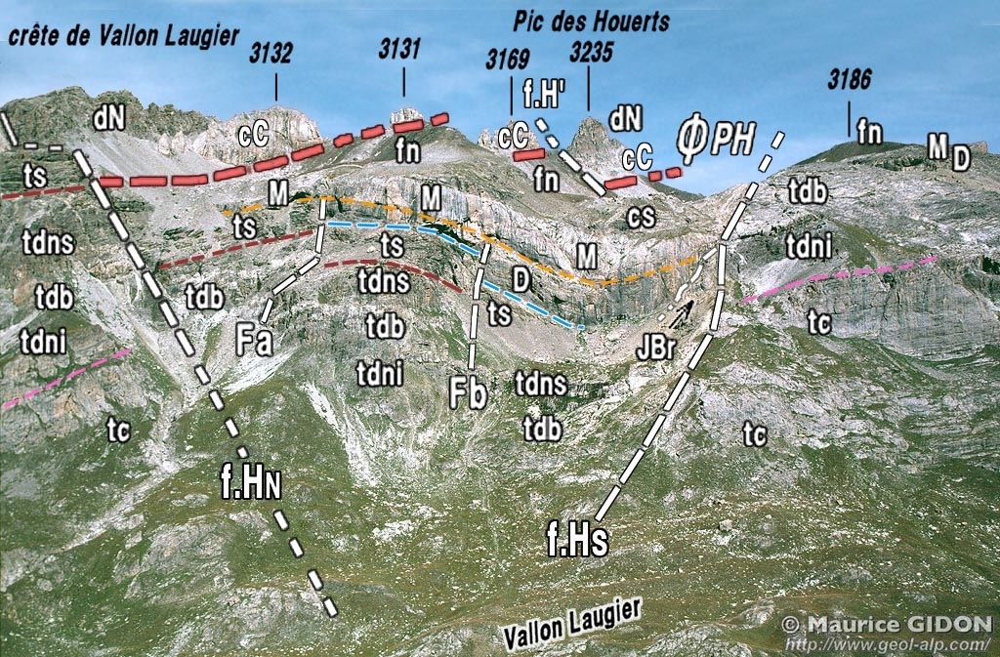 crête de Vallon Laugier
Pic des Houerts
3132
3131
3169
3235
3186
f.H'
dN
cC
fn
cC
dN
cC
ΦPH
fn
M D
ts
M
M
fn
cs
tdb
tdns
ts
ts
M
tdni
tdb
tdb
tdns
D
ts
tc
tdni
Fa
tdb
JBr
tdni
Fb
tdns
tc
tdb
tc
f.HN
f.Hs
Vallon Laugier
© Maurice GIDON
http://www.geol-alp.com/